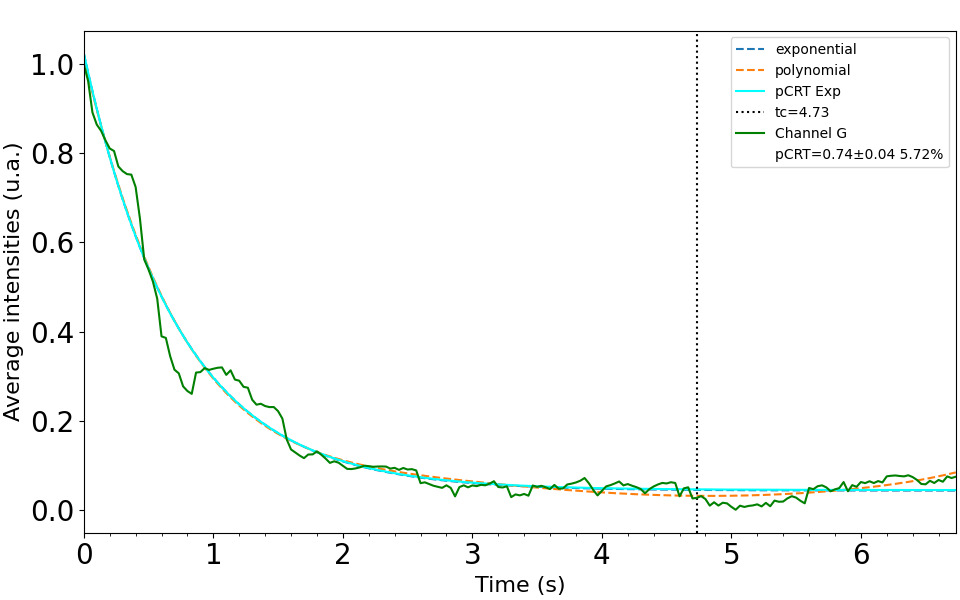 exponential
polynomial
pCRT Exp
tc=4.73
Channel G
pCRT=0.74±0.04 5.72%
Average intensities (u.a.)
1.0
0.8
0.6
0.4
0.2
0.0
0 1 2 3 4 5 6
Time (s)